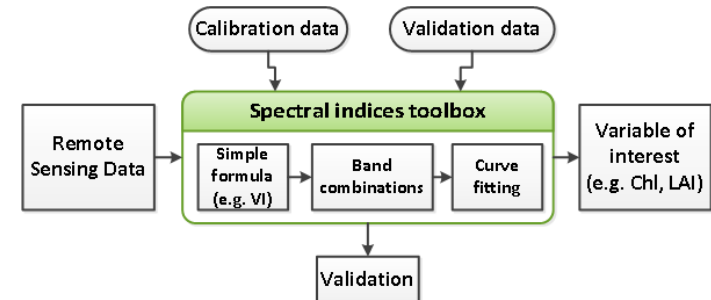 Calibration data
Validation data
Spectral indices toolbox
Remote
Sensing Data
Simple
formula
(e.g. VI)
Band
combinations
Curve
fitting
Variable of
interest
(e.g. Chl, LAI)
Validation